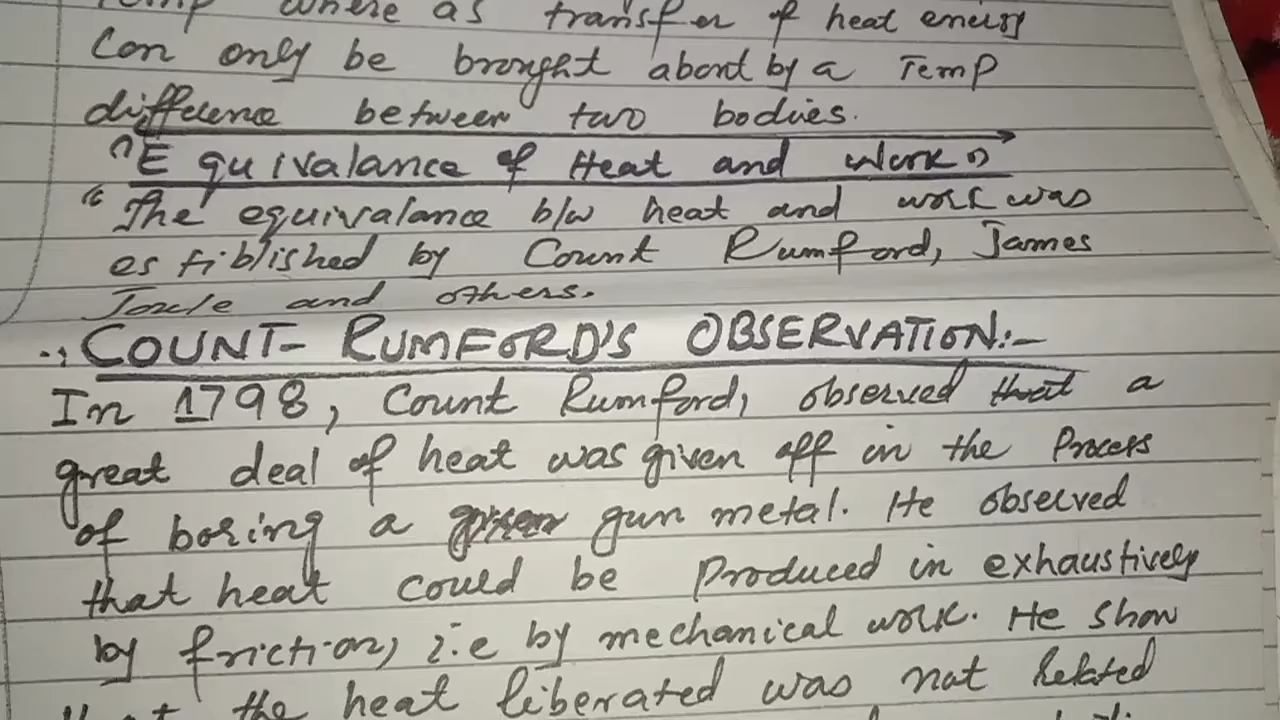 Temp where as transfer of heat energy
Can only be brought about by a Temp
difference between two bodies.
"Equivalance of Heat and Work"
"The equivalance b/w heat and work was
estiblished by Count Rumford, James
Joule and others.
COUNT- RUMFORD'S OBSERVATION:-
In 1798, Count Rumford, observed that a
great deal of heat was given off in the Process
of boring a gun metal. He observed
that heat could be Produced in exhaustively
by friction, i.e by mechanical work. He show
that the heat liberated was not Related